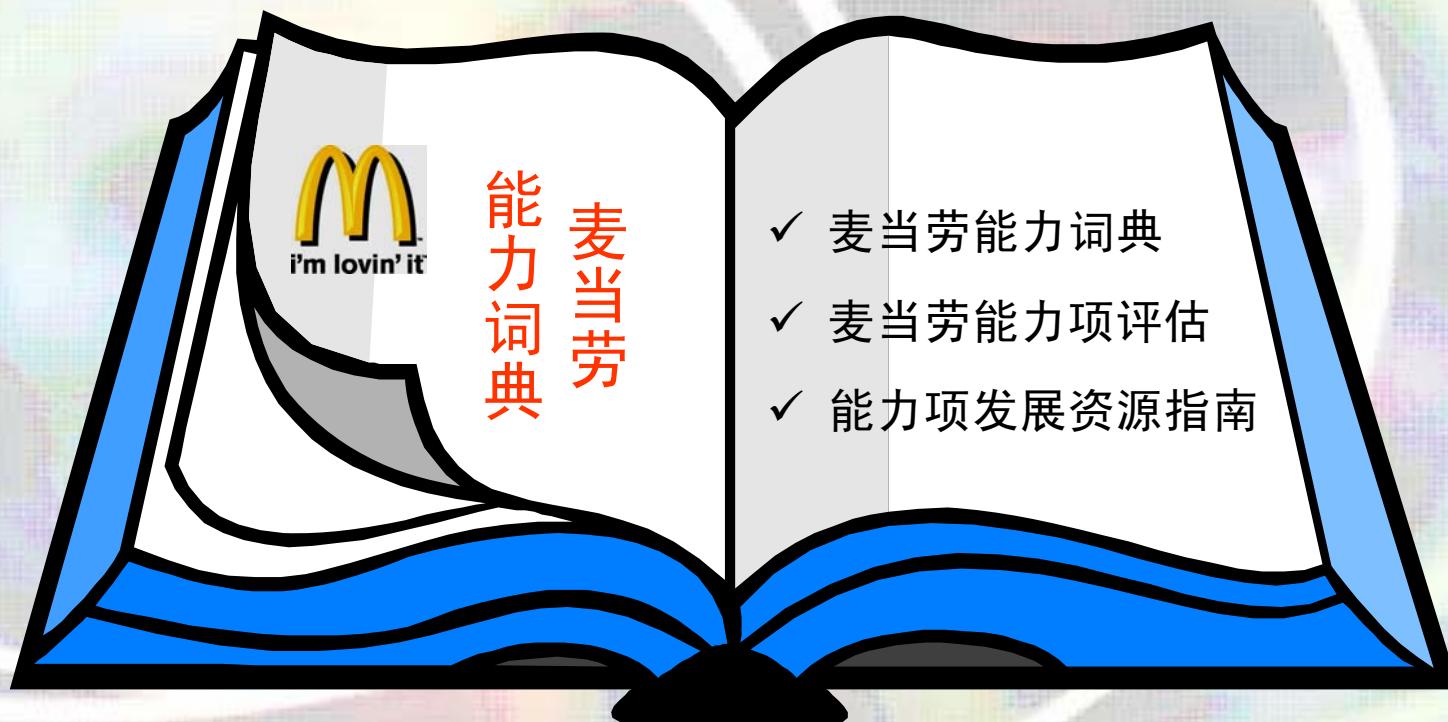 i'm lovin' it
麦当劳
能力词典
✓ 麦当劳能力词典
✓ 麦当劳能力项评估
✓ 能力项发展资源指南